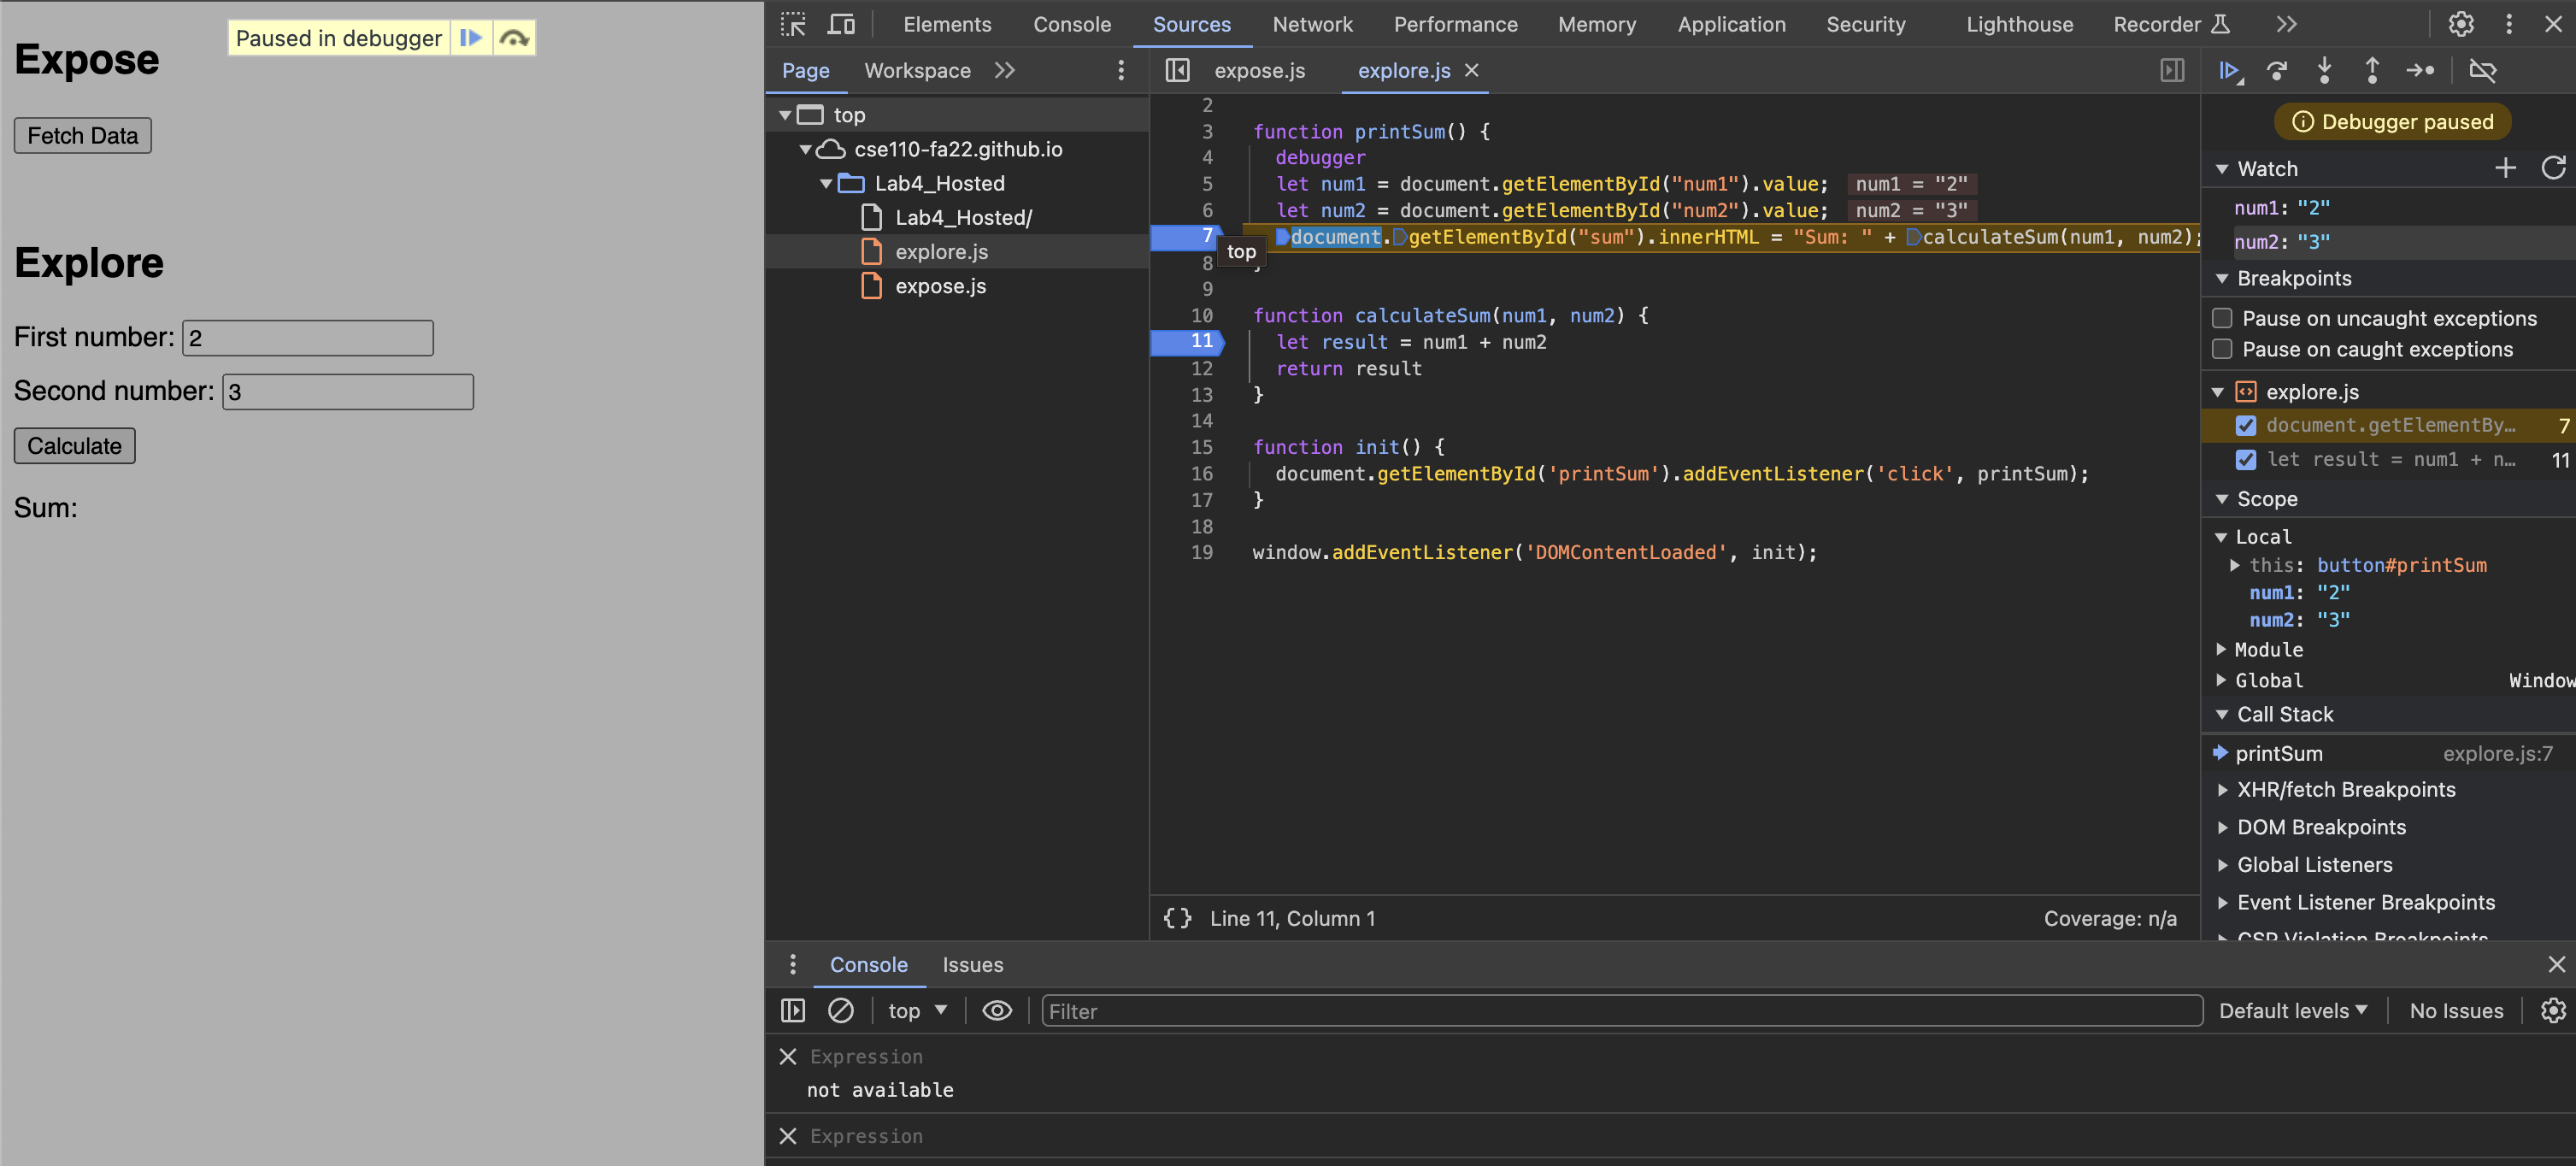 Paused in debugger
Expose
Fetch Data
Explore
First number: 2
Second number: 3
Calculate
Sum:
Elements Console Sources Network Performance Memory Application Security Lighthouse Recorder
Page Workspace
top
cse110-fa22.github.io
Lab4_Hosted
Lab4_Hosted/
explore.js
expose.js
expose.js explore.js
2
3 function printSum() {
4 debugger
5 let num1 = document.getElementById("num1").value; num1 = "2"
6 let num2 = document.getElementById("num2").value; num2 = "3"
7 document.getElementById("sum").innerHTML = "Sum: " + calculateSum(num1, num2);
top
8 }
9
10 function calculateSum(num1, num2) {
11 let result = num1 + num2
12 return result
13 }
14
15 function init() {
16 document.getElementById('printSum').addEventListener('click', printSum);
17 }
18
19 window.addEventListener('DOMContentLoaded', init);
{ } Line 11, Column 1 Coverage: n/a
Debugger paused
Watch
num1: "2"
num2: "3"
Breakpoints
Pause on uncaught exceptions
Pause on caught exceptions
explore.js
document.getElementBy… 7
let result = num1 + n… 11
Scope
Local
this: button#printSum
num1: "2"
num2: "3"
Module
Global Window
Call Stack
printSum explore.js:7
XHR/fetch Breakpoints
DOM Breakpoints
Global Listeners
Event Listener Breakpoints
CSP Violation Breakpoints
Console Issues
top Filter Default levels No Issues
Expression
not available
Expression